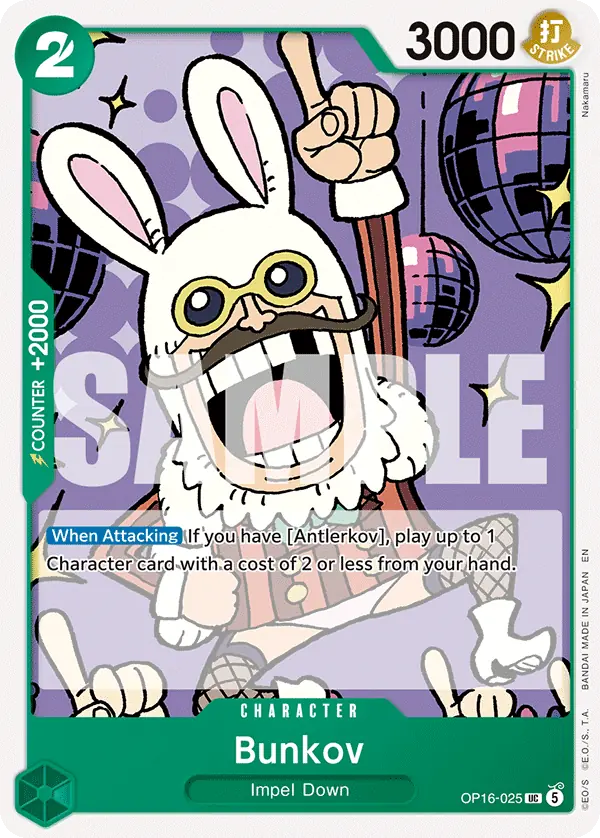 2
3000
打
STRIKE
Nakamaru
COUNTER +2000
SAMPLE
When Attacking If you have [Antlerkov], play up to 1
Character card with a cost of 2 or less from your hand.
CHARACTER
Bunkov
Impel Down
OP16-025 UC 5
©E.O/S ©E.O./S., T.A. BANDAI MADE IN JAPAN EN